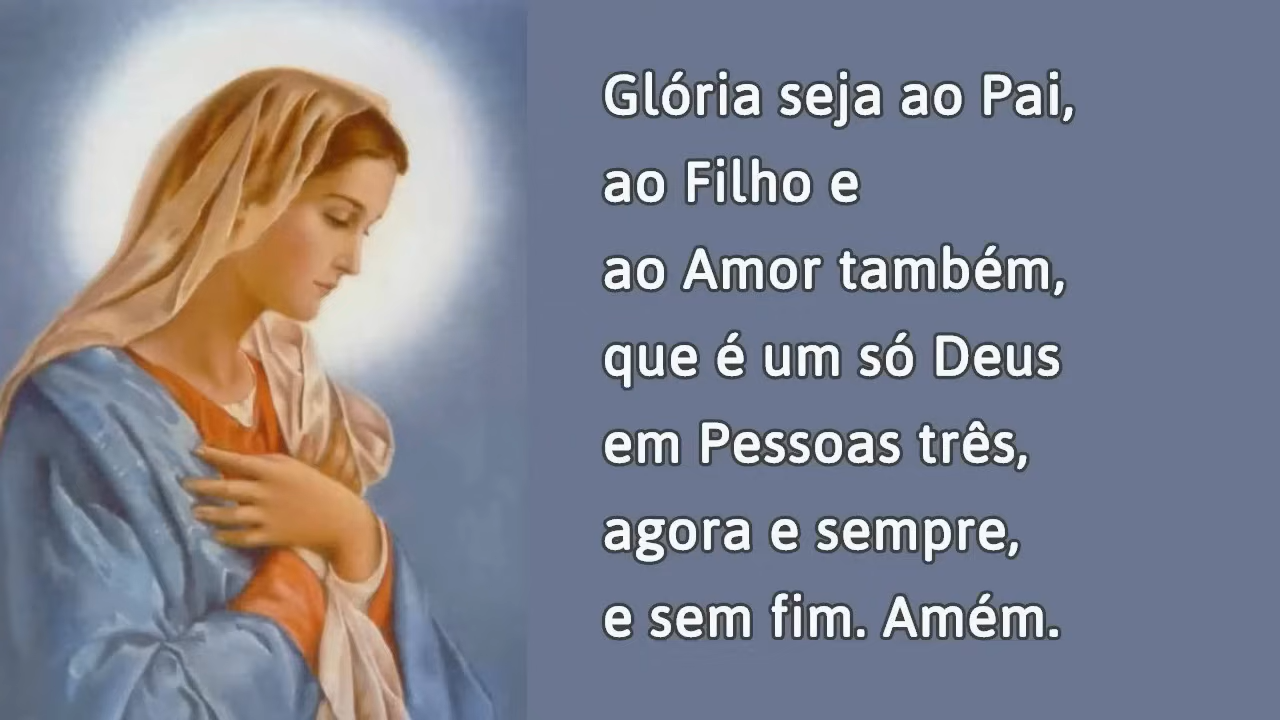 Glória seja ao Pai,
ao Filho e
ao Amor também,
que é um só Deus
em Pessoas três,
agora e sempre,
e sem fim. Amém.